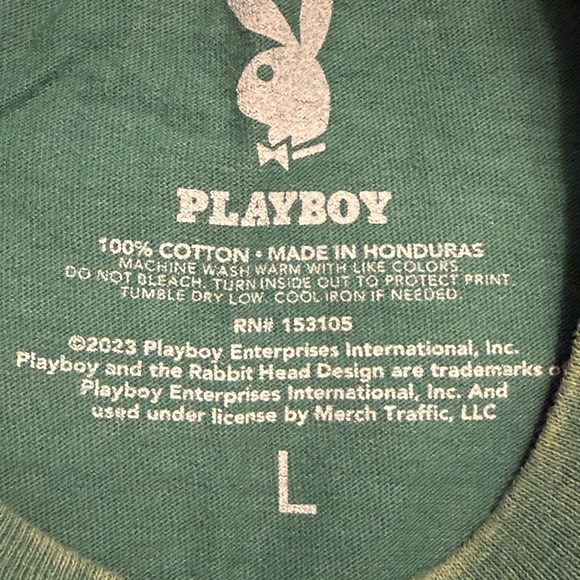 PLAYBOY
100% COTTON • MADE IN HONDURAS
MACHINE WASH WARM WITH LIKE COLORS.
DO NOT BLEACH. TURN INSIDE OUT TO PROTECT PRINT.
TUMBLE DRY LOW. COOL IRON IF NEEDED.
RN# 153105
©2023 Playboy Enterprises International, Inc.
Playboy and the Rabbit Head Design are trademarks o
Playboy Enterprises International, Inc. And
used under license by Merch Traffic, LLC
L